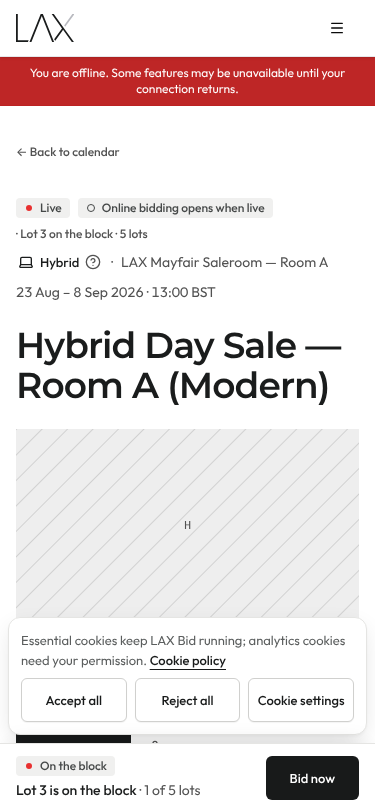 LAX
You are offline. Some features may be unavailable until your
connection returns.
← Back to calendar
Live
Online bidding opens when live
· Lot 3 on the block · 5 lots
Hybrid ? · LAX Mayfair Saleroom — Room A
23 Aug – 8 Sep 2026 · 13:00 BST
Hybrid Day Sale —
Room A (Modern)
H
Essential cookies keep LAX Bid running; analytics cookies
need your permission. Cookie policy
Accept all
Reject all
Cookie settings
On the block
Lot 3 is on the block · 1 of 5 lots
Bid now